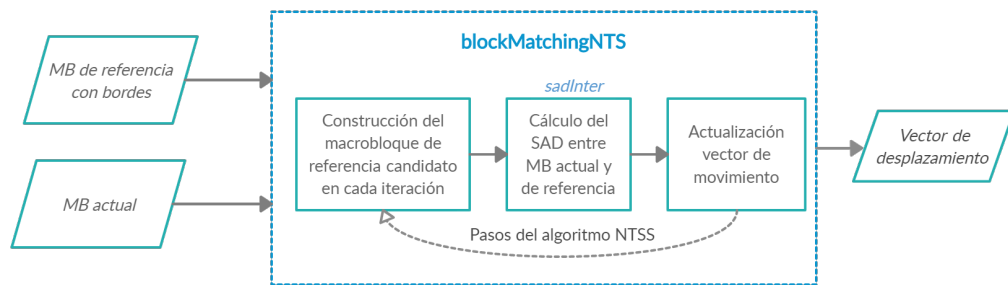 blockMatchingNTS
MB de referencia
con bordes
MB actual
sadInter
Construcción del
macrobloque de
referencia candidato
en cada iteración
Cálculo del
SAD entre
MB actual y
de referencia
Actualización
vector de
movimiento
Pasos del algoritmo NTSS
Vector de
desplazamiento